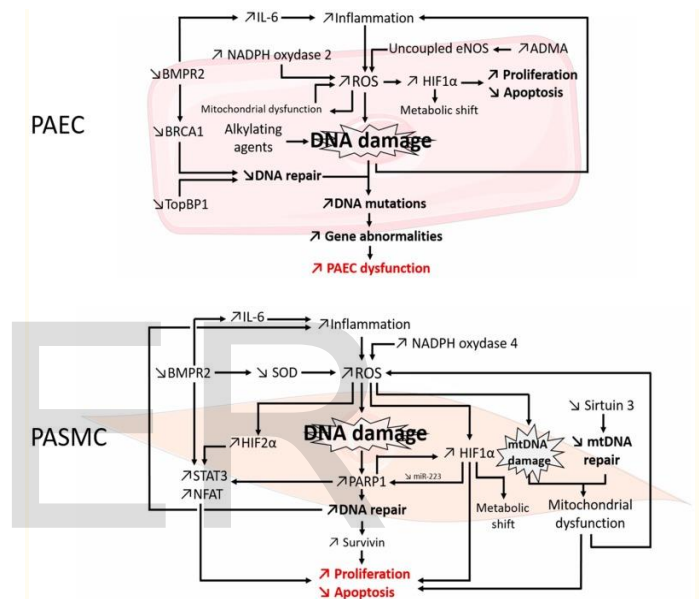 ↗IL-6
↗Inflammation
↗ NADPH oxydase 2
Uncoupled eNOS
↗ADMA
↘BMPR2
↗ROS
↗ HIF1α
↗ Proliferation
↘ Apoptosis
Mitochondrial dysfunction
Metabolic shift
PAEC
↘BRCA1
Alkylating
agents
DNA damage
↘DNA repair
↘TopBP1
↗DNA mutations
↗ Gene abnormalities
↗ PAEC dysfunction
↗IL-6
↗Inflammation
↗ NADPH oxydase 4
↘BMPR2
↘ SOD
↗ROS
↘ Sirtuin 3
PASMC
DNA damage
↗HIF2α
↗ HIF1α
mtDNA
damage
↘ mtDNA
repair
↗STAT3
↗NFAT
↗PARP1
↘ miR-223
↗DNA repair
Metabolic
shift
Mitochondrial
dysfunction
↗ Survivin
↗ Proliferation
↘ Apoptosis
ER